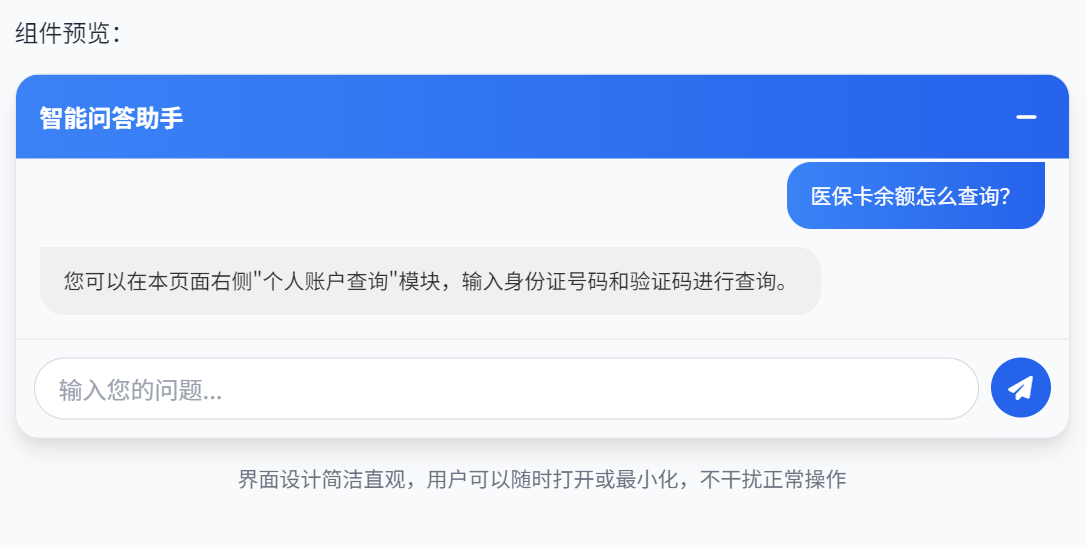 组件预览：
智能问答助手
医保卡余额怎么查询？
您可以在本页面右侧"个人账户查询"模块，输入身份证号码和验证码进行查询。
输入您的问题...
界面设计简洁直观，用户可以随时打开或最小化，不干扰正常操作